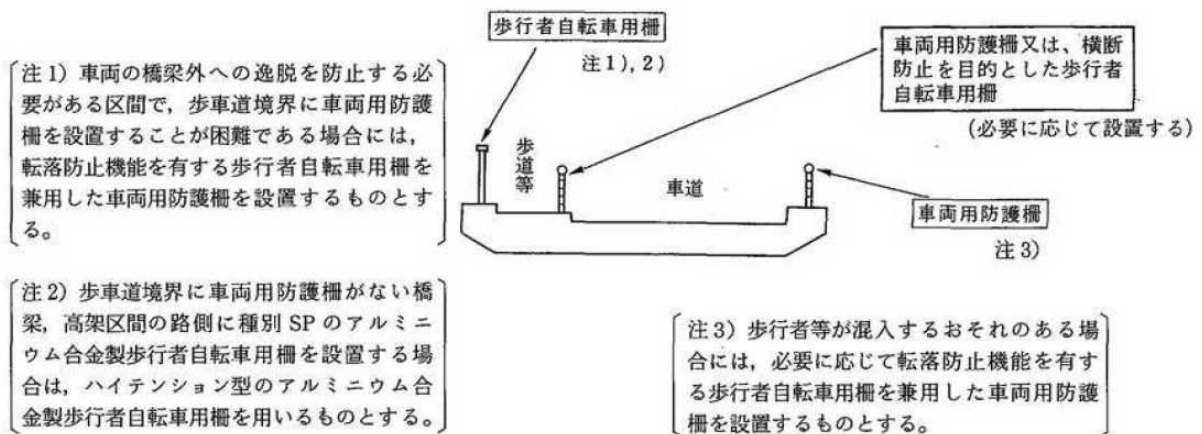 歩行者自転車用柵
注1), 2)
車両用防護柵又は、横断
防止を目的とした歩行者
自転車用柵
(必要に応じて設置する)
注1) 車両の橋梁外への逸脱を防止する必
要がある区間で, 歩車道境界に車両用防護
柵を設置することが困難である場合には,
転落防止機能を有する歩行者自転車用柵を
兼用した車両用防護柵を設置するものとす
る。
歩道等
車道
車両用防護柵
注3)
注2) 歩車道境界に車両用防護柵がない橋
梁, 高架区間の路側に種別 SP のアルミニ
ウム合金製歩行者自転車用柵を設置する場
合は, ハイテンション型のアルミニウム合
金製歩行者自転車用柵を用いるものとする。
注3) 歩行者等が混入するおそれのある場
合には, 必要に応じて転落防止機能を有す
る歩行者自転車用柵を兼用した車両用防護
柵を設置するものとする。